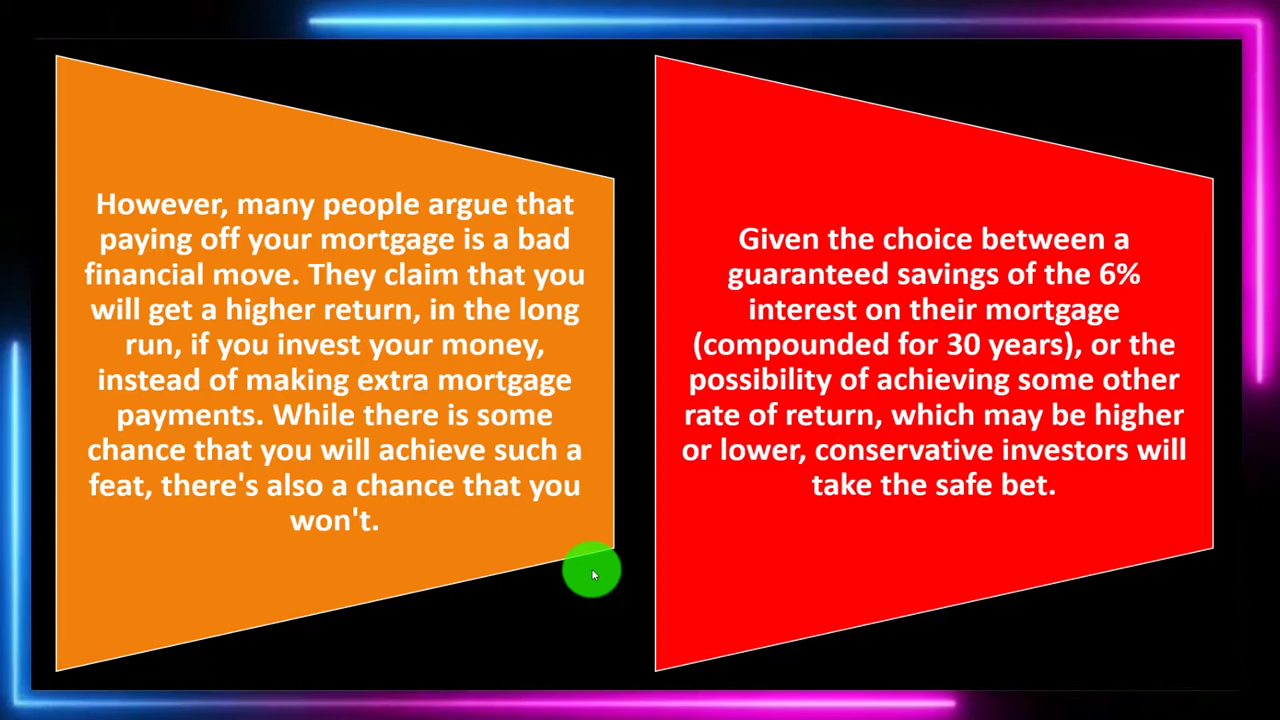 However, many people argue that
paying off your mortgage is a bad
financial move. They claim that you
will get a higher return, in the long
run, if you invest your money,
instead of making extra mortgage
payments. While there is some
chance that you will achieve such a
feat, there's also a chance that you
won't.
Given the choice between a
guaranteed savings of the 6%
interest on their mortgage
(compounded for 30 years), or the
possibility of achieving some other
rate of return, which may be higher
or lower, conservative investors will
take the safe bet.